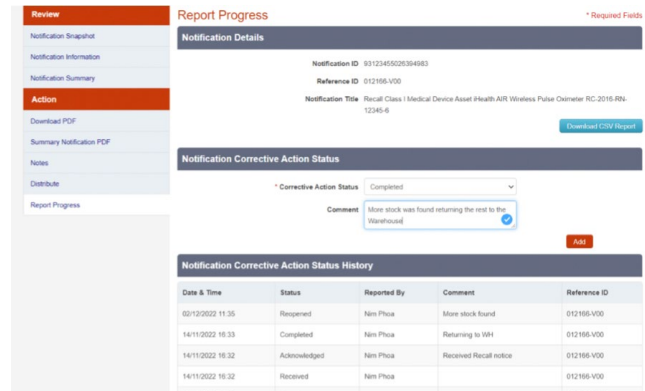 Review
Notification Snapshot
Notification Information
Notification Summary
Action
Download PDF
Summary Notification PDF
Notes
Distribute
Report Progress
Report Progress
* Required Fields
Notification Details
Notification ID 93123455026394983
Reference ID 012166-V00
Notification Title Recall Class I Medical Device Asset iHealth AIR Wireless Pulse Oximeter RC-2016-RN-
12345-6
Download CSV Report
Notification Corrective Action Status
* Corrective Action Status Completed
Comment More stock was found returning the rest to the
Warehouse
Add
Notification Corrective Action Status History
Date & Time Status Reported By Comment Reference ID
02/12/2022 11:35 Reopened Nim Phoa More stock found 012166-V00
14/11/2022 16:33 Completed Nim Phoa Returning to WH 012166-V00
14/11/2022 16:32 Acknowledged Nim Phoa Received Recall notice 012166-V00
14/11/2022 16:32 Received Nim Phoa 012166-V00